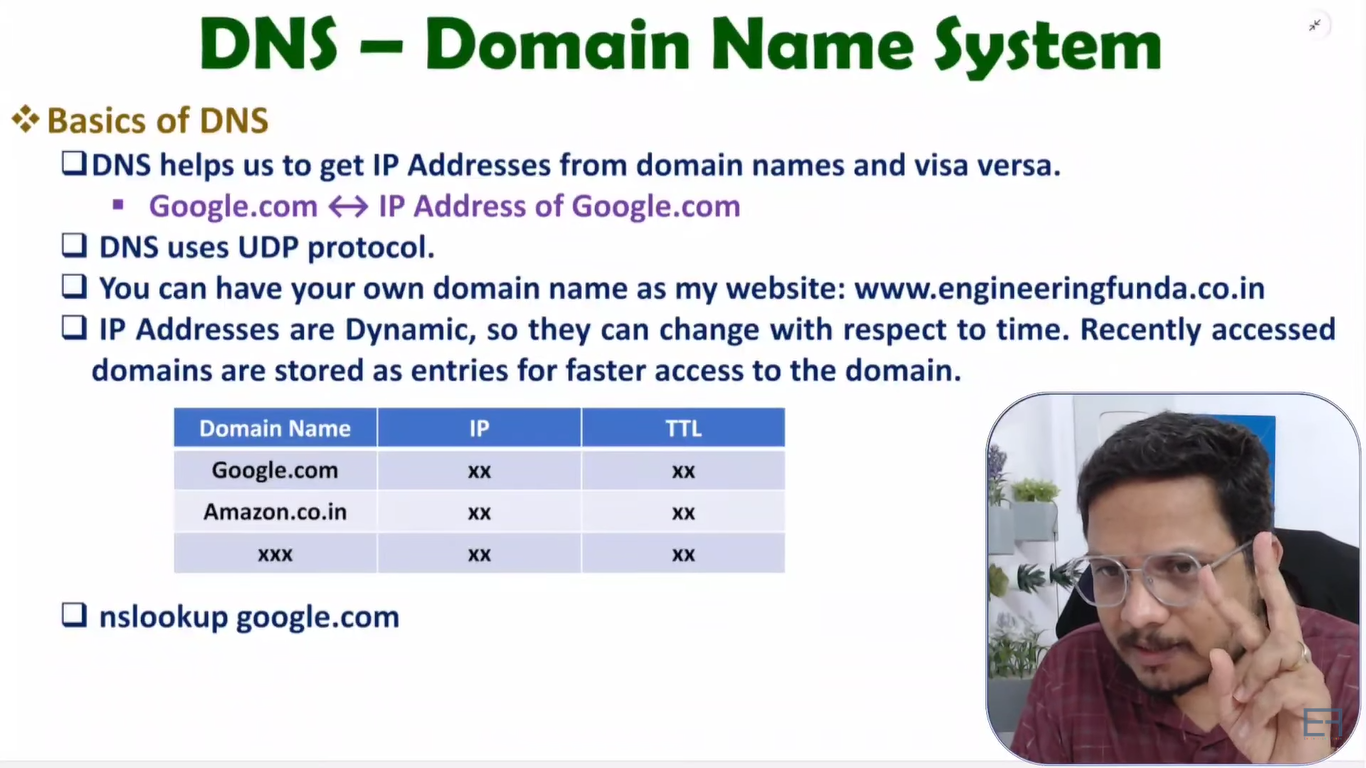 DNS – Domain Name System
❖ Basics of DNS
❑ DNS helps us to get IP Addresses from domain names and visa versa.
▪ Google.com ↔ IP Address of Google.com
❑ DNS uses UDP protocol.
❑ You can have your own domain name as my website: www.engineeringfunda.co.in
❑ IP Addresses are Dynamic, so they can change with respect to time. Recently accessed
domains are stored as entries for faster access to the domain.
Domain Name IP TTL
Google.com xx xx
Amazon.co.in xx xx
xxx xx xx
❑ nslookup google.com
EF